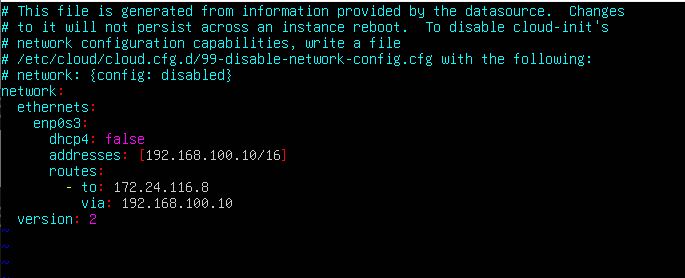 # This file is generated from information provided by the datasource.  Changes
# to it will not persist across an instance reboot.  To disable cloud-init's
# network configuration capabilities, write a file
# /etc/cloud/cloud.cfg.d/99-disable-network-config.cfg with the following:
# network: {config: disabled}
network:
  ethernets:
    enp0s3:
      dhcp4: false
      addresses: [192.168.100.10/16]
      routes:
        - to: 172.24.116.8
          via: 192.168.100.10
  version: 2
~
~
~